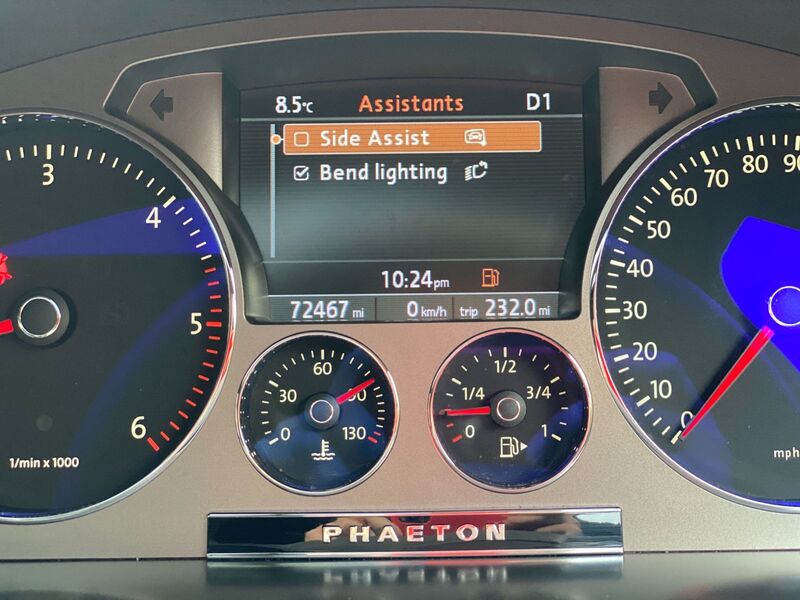 8.5°C Assistants D1
Side Assist
Bend lighting
10:24pm
72467 mi 0 km/h trip 232.0 mi
3
4
5
6
1/min x 1000
0 30 60 90 130
0 1/4 1/2 3/4 1
0 10 20 30 40 50 60 70 80 90
mph
PHAETON